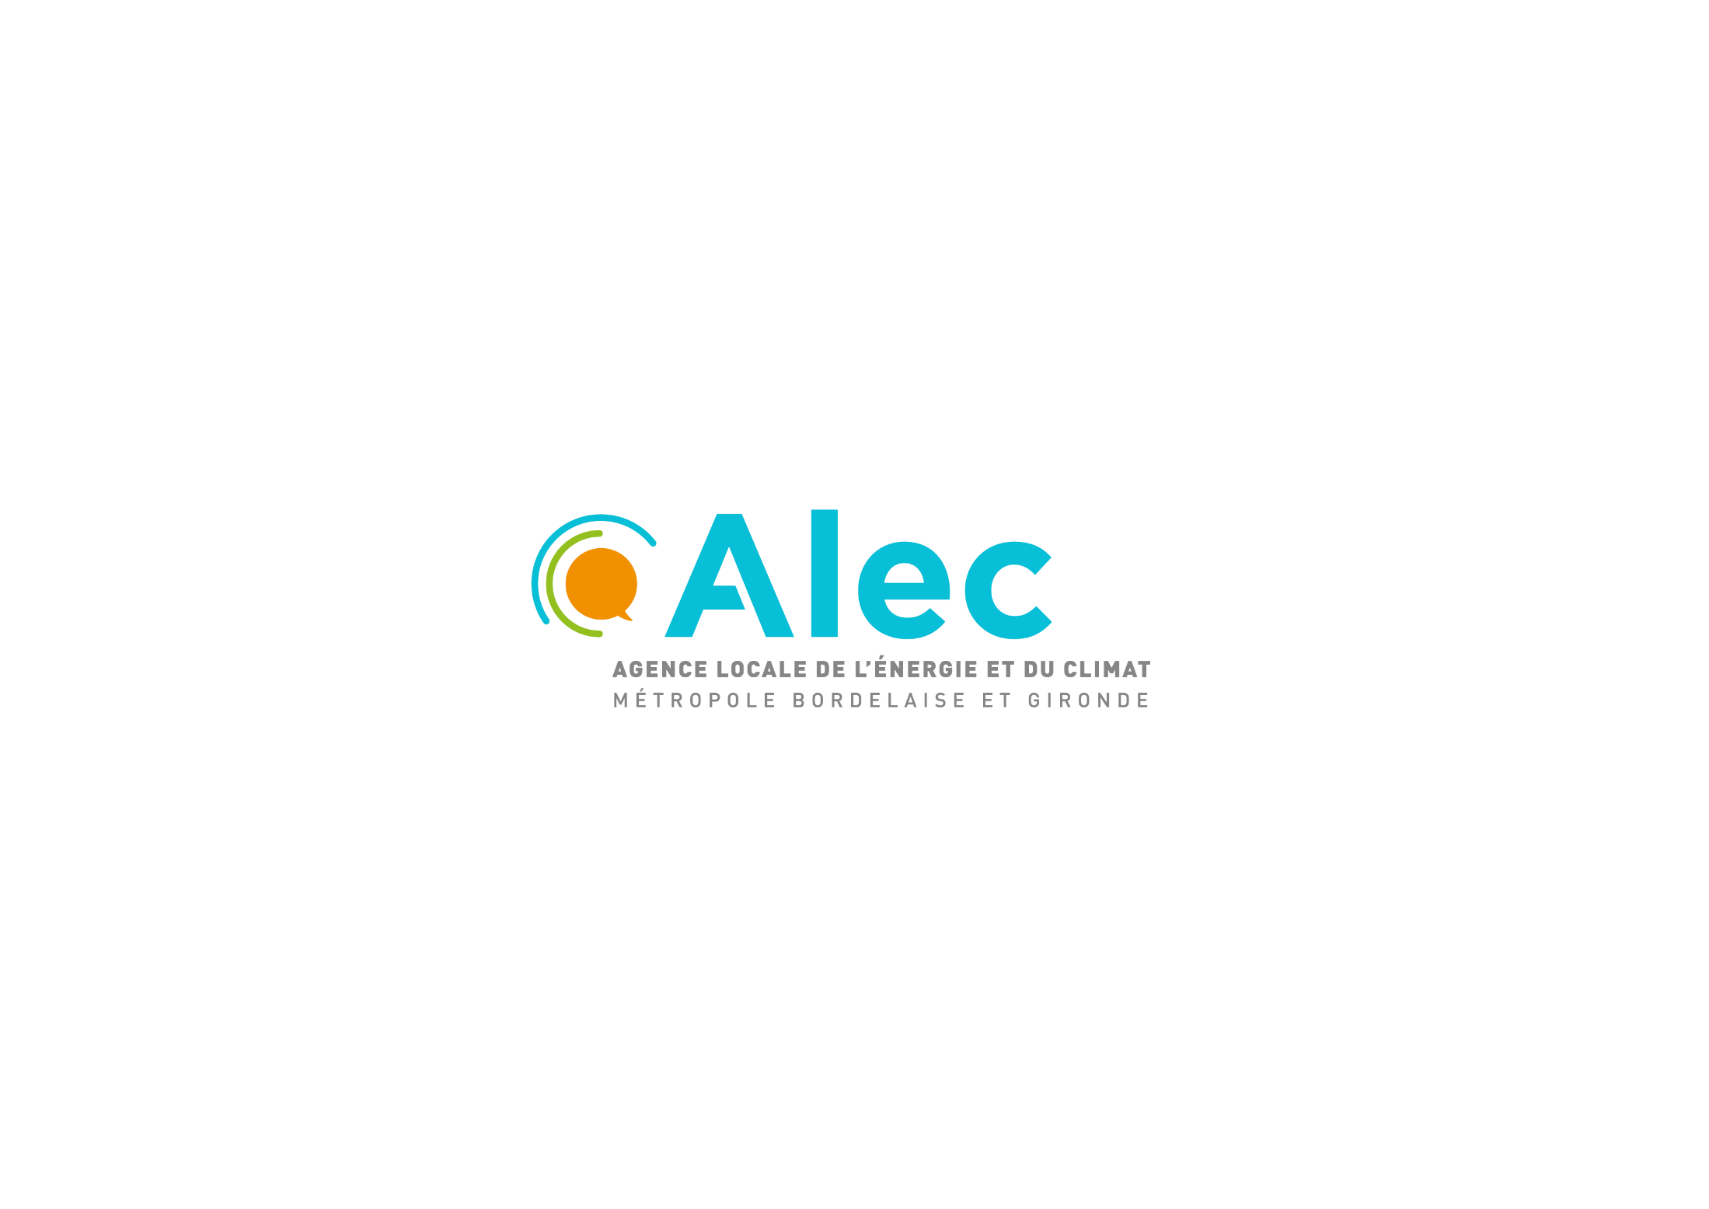 Alec
AGENCE LOCALE DE L’ÉNERGIE ET DU CLIMAT
MÉTROPOLE BORDELAISE ET GIRONDE